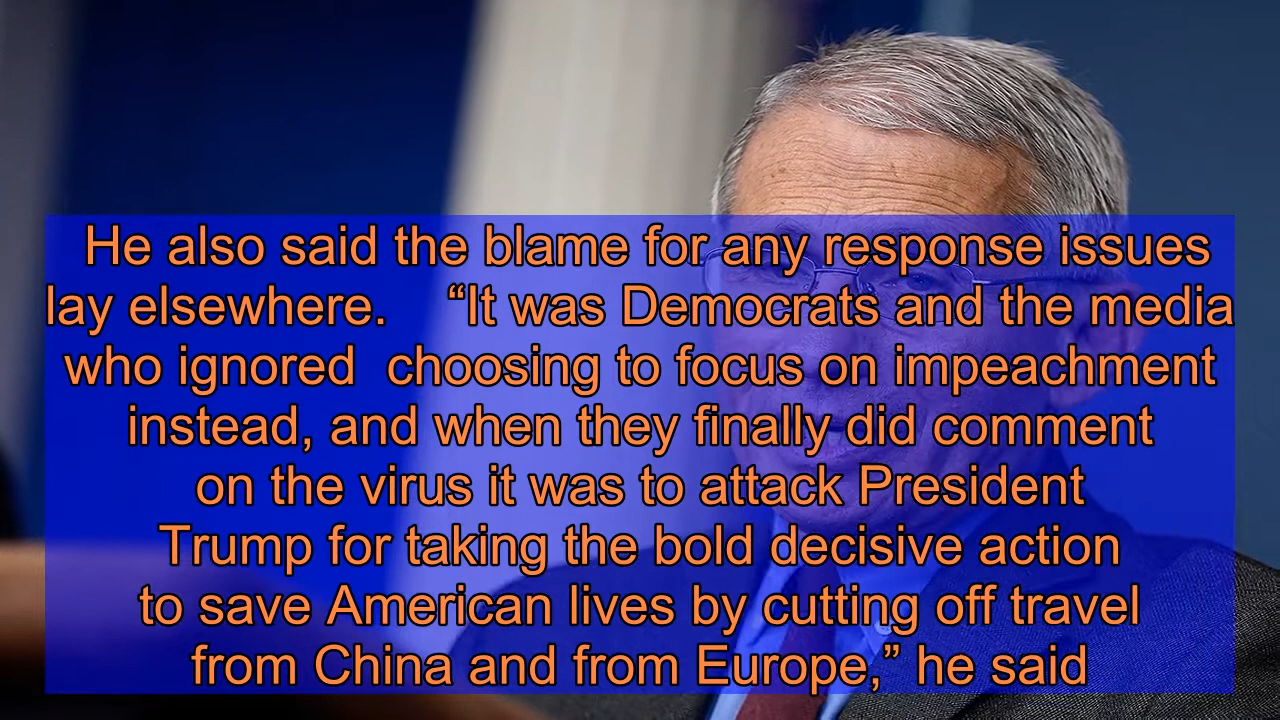 He also said the blame for any response issues
lay elsewhere.    “It was Democrats and the media
who ignored  choosing to focus on impeachment
instead, and when they finally did comment
on the virus it was to attack President
Trump for taking the bold decisive action
to save American lives by cutting off travel
from China and from Europe,” he said